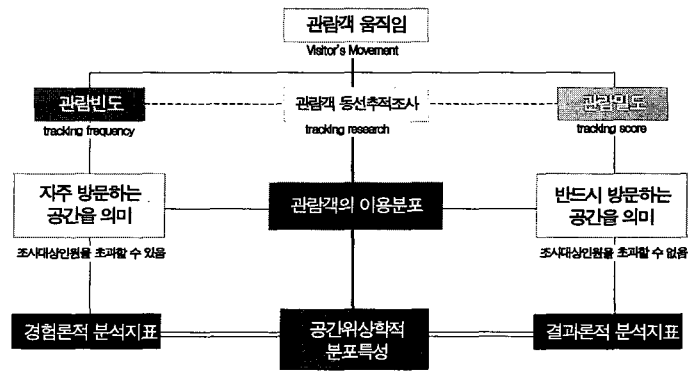 관람객 움직임
Visitor's Movement
관람빈도
관람객 동선추적조사
관람밀도
tracking frequency
tracking research
tracking score
자주 방문하는
공간을 의미
관람객의 이용분포
반드시 방문하는
공간을 의미
조사대상인원을 초과할 수 있음
조사대상인원을 초과할 수 없음
경험론적 분석지표
공간위상학적
분포특성
결과론적 분석지표